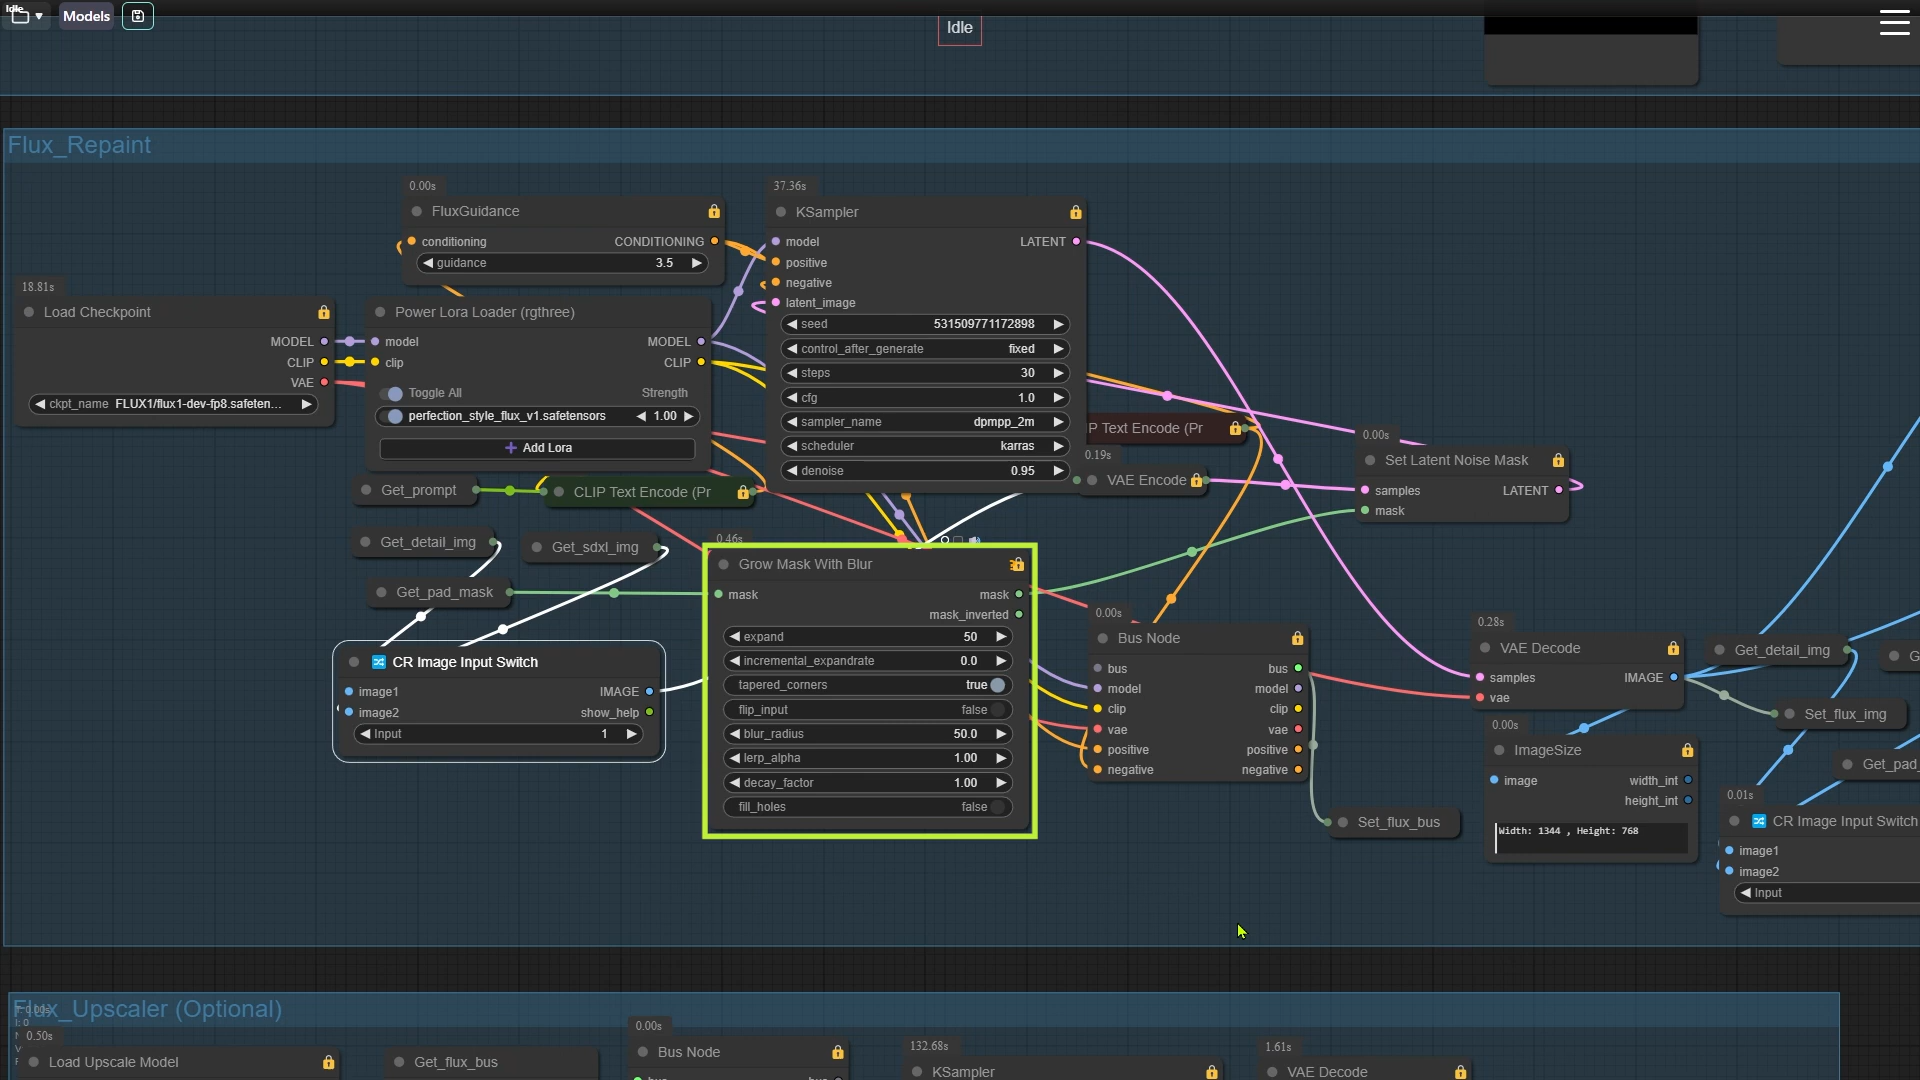 Idle
Models
Idle
Flux_Repaint
0.00s
FluxGuidance
conditioning
CONDITIONING
guidance
3.5
37.36s
KSampler
model
LATENT
positive
negative
latent_image
seed
531509771172898
control_after_generate
fixed
steps
30
cfg
1.0
sampler_name
dpmpp_2m
scheduler
karras
denoise
0.95
18.81s
Load Checkpoint
MODEL
CLIP
VAE
ckpt_name FLUX1/flux1-dev-fp8.safeten...
Power Lora Loader (rgthree)
model
MODEL
clip
CLIP
Toggle All
Strength
perfection_style_flux_v1.safetensors
1.00
+ Add Lora
Get_prompt
CLIP Text Encode (Pr
P Text Encode (Pr
0.19s
VAE Encode
0.00s
Set Latent Noise Mask
samples
LATENT
mask
Get_detail_img
Get_sdxl_img
Get_pad_mask
CR Image Input Switch
image1
IMAGE
image2
show_help
Input
1
0.46s
Grow Mask With Blur
mask
mask
mask_inverted
expand
50
incremental_expandrate
0.0
tapered_corners
true
flip_input
false
blur_radius
50.0
lerp_alpha
1.00
decay_factor
1.00
fill_holes
false
0.00s
Bus Node
bus
bus
model
model
clip
clip
vae
vae
positive
positive
negative
negative
Set_flux_bus
0.28s
VAE Decode
samples
IMAGE
vae
Get_detail_img
G
Set_flux_img
Get_pad_
0.00s
ImageSize
image
width_int
height_int
Width: 1344 , Height: 768
0.01s
CR Image Input Switch
image1
image2
Input
Flux_Upscaler (Optional)
0.50s
Load Upscale Model
Get_flux_bus
0.00s
Bus Node
132.68s
KSampler
1.61s
VAE Decode